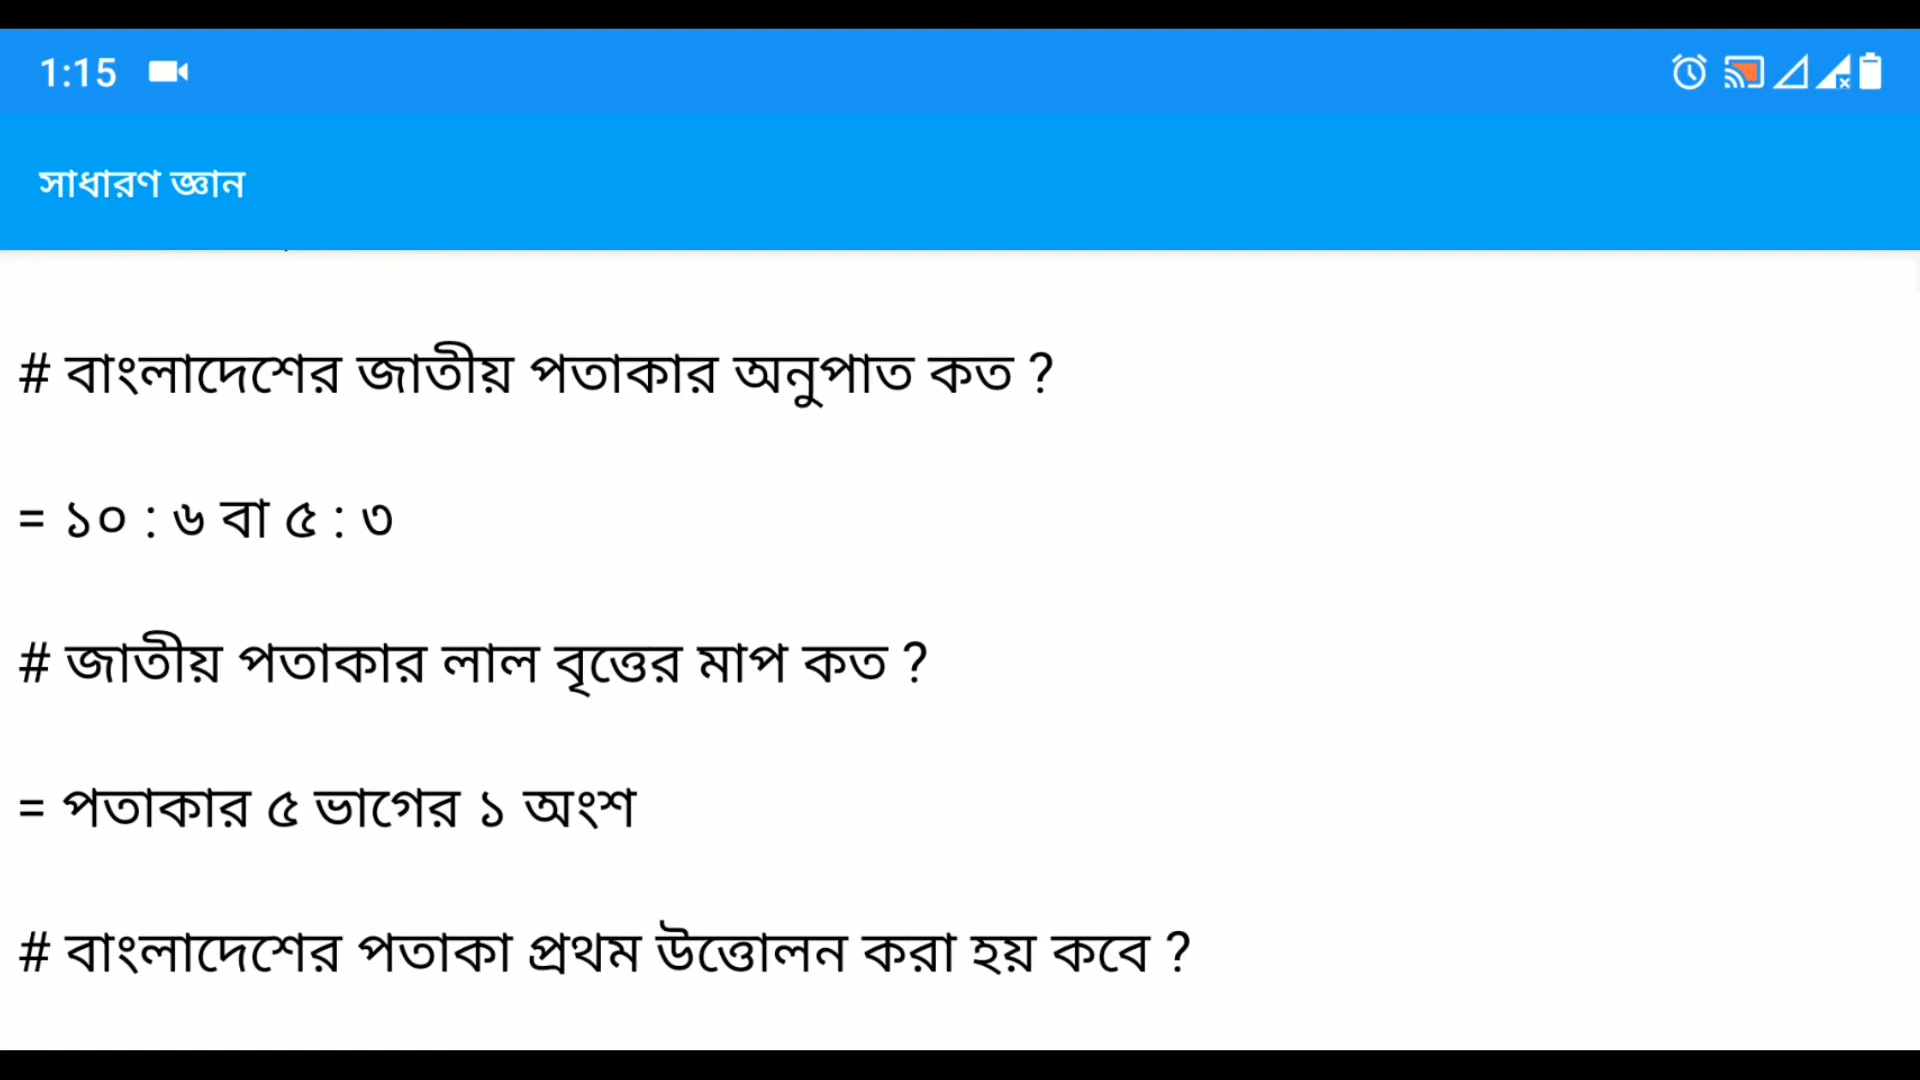 1:15
সাধারণ জ্ঞান
# বাংলাদেশের জাতীয় পতাকার অনুপাত কত ?
= ১০ : ৬ বা ৫ : ৩
# জাতীয় পতাকার লাল বৃত্তের মাপ কত ?
= পতাকার ৫ ভাগের ১ অংশ
# বাংলাদেশের পতাকা প্রথম উত্তোলন করা হয় কবে ?